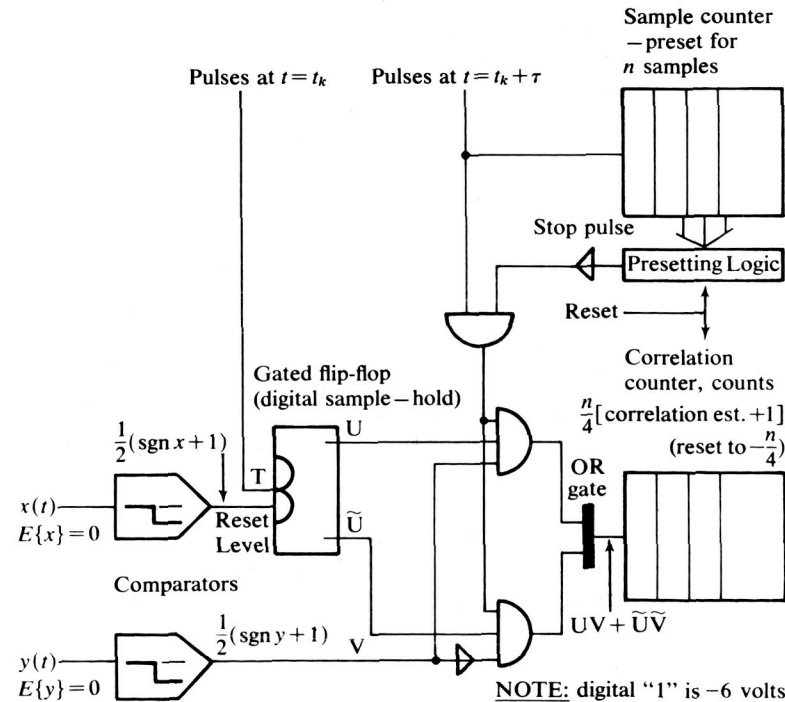 Sample counter
– preset for
n samples
Pulses at t = t_k
Pulses at t = t_k + τ
Stop pulse
Presetting Logic
Reset
Correlation
counter, counts
n/4 [correlation est. +1]
(reset to −n/4)
Gated flip-flop
(digital sample – hold)
U
1/2 (sgn x + 1)
T
OR
gate
x(t)
E{x} = 0
Reset
Level
Ũ
Comparators
UV + ŨṼ
1/2 (sgn y + 1)
V
y(t)
E{y} = 0
NOTE: digital “1” is −6 volts